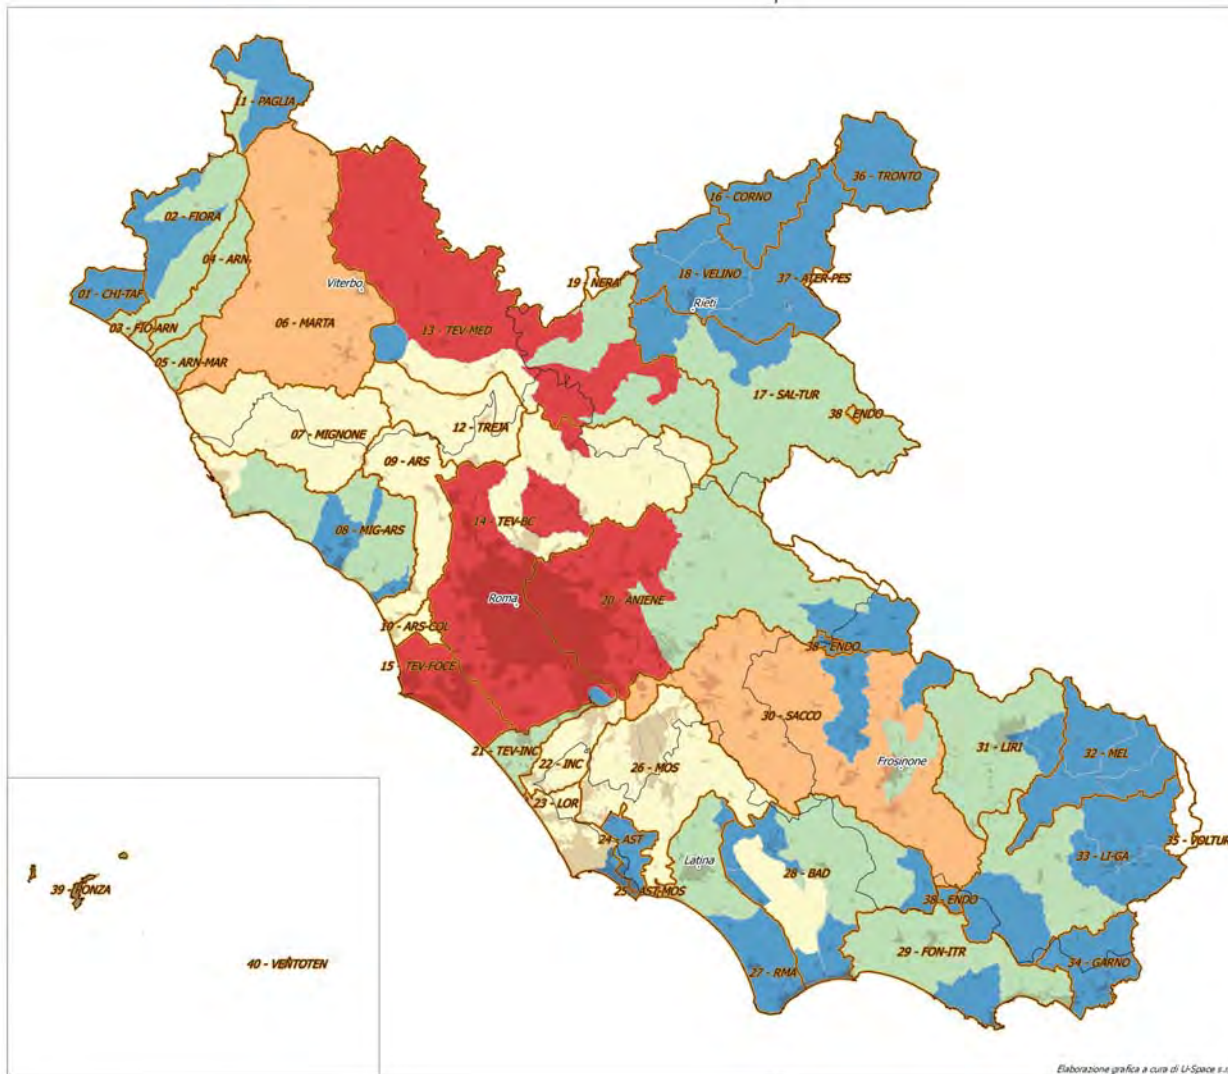 11 - PAGLIA
36 - TRONTO
16 - CORNO
02 - FIORA
04 - ARN
18 - VELINO
37 - ATER-PES
19 - NERA
Viterbo
01 - CHI-TAF
Rieti
06 - MARTA
03 - FIO-ARN
13 - TEV-MED
05 - ARN-MAR
17 - SAL-TUR
38 - ENDO
12 - TREJA
07 - MIGNONE
09 - ARS
14 - TEV-BC
08 - MIG-ARS
Roma
20 - ANIENE
10 - ARS-COL
38 - ENDO
15 - TEV-FOCE
30 - SACCO
31 - LIRI
21 - TEV-INC
32 - MEL
22 - INC
26 - MOS
Frosinone
23 - LOR
24 - AST
35 - VOLTUR
33 - LI-GA
Latina
28 - BAD
25 - AST-MOS
38 - ENDO
39 - PONZA
29 - FON-ITR
40 - VENTOTEN
34 - GARNO
27 - RMA
Elaborazione grafica a cura di U-Space s.r